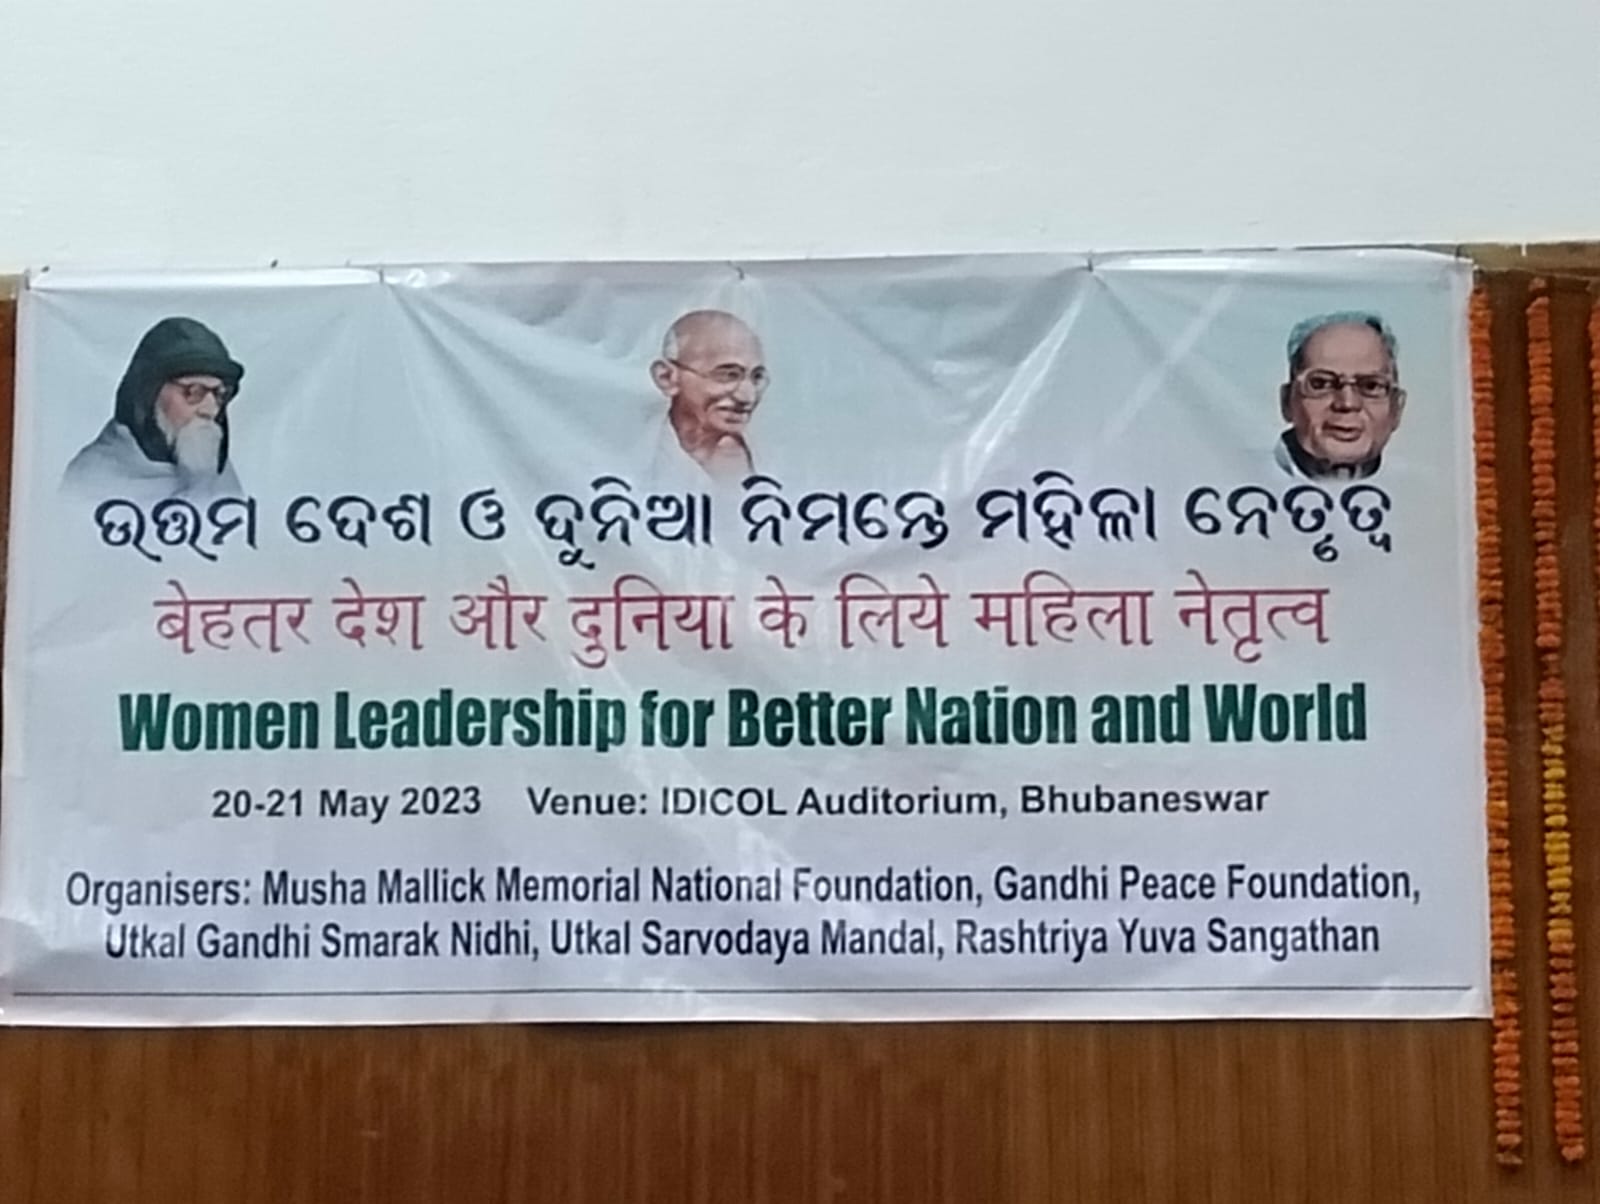 ଉତ୍ତମ ଦେଶ ଓ ଦୁନିଆ ନିମନ୍ତେ ମହିଳା ନେତୃତ୍ୱ
बेहतर देश और दुनिया के लिये महिला नेतृत्व
Women Leadership for Better Nation and World
20-21 May 2023 Venue: IDICOL Auditorium, Bhubaneswar
Organisers: Musha Mallick Memorial National Foundation, Gandhi Peace Foundation,
Utkal Gandhi Smarak Nidhi, Utkal Sarvodaya Mandal, Rashtriya Yuva Sangathan